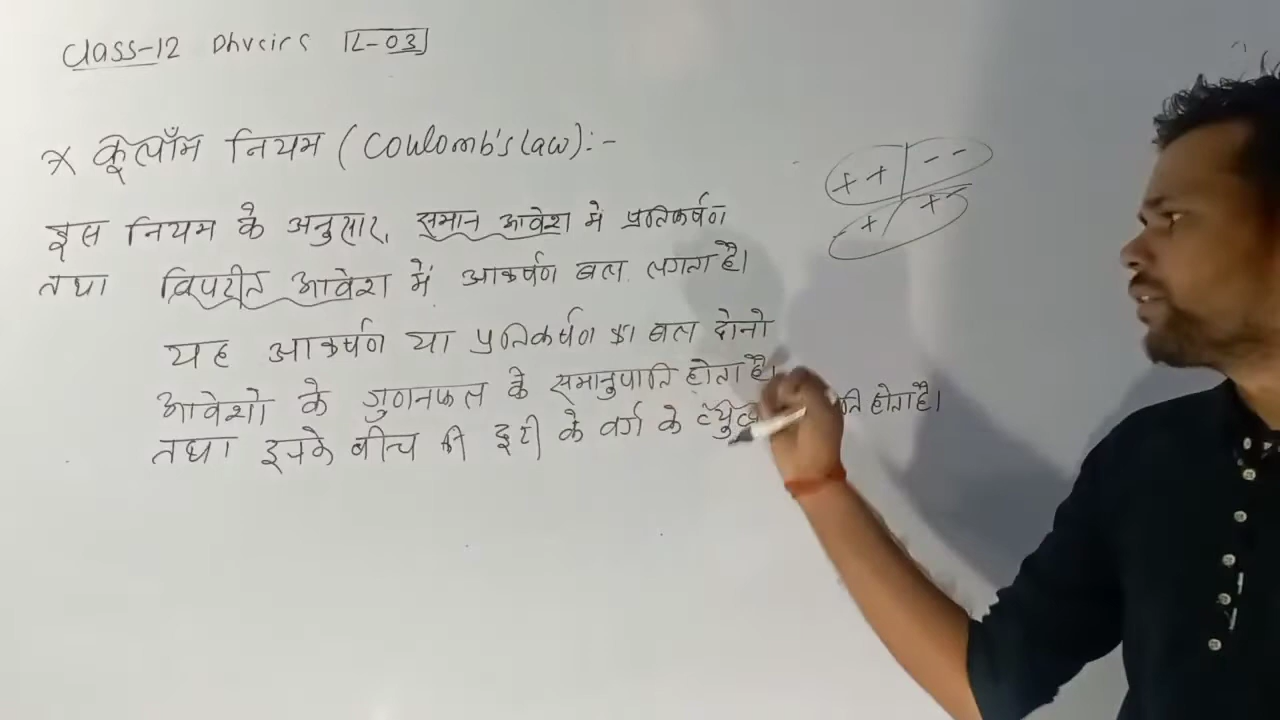 Class-12 Physics L-03
* कूलॉम नियम (Coulomb's law):-
++ --
+ +-
इस नियम के अनुसार, समान आवेश में प्रतिकर्षण
तथा विपरीत आवेश में आकर्षण बल लगता है।
यह आकर्षण या प्रतिकर्षण का बल दोनो
आवेशो के गुणनफल के समानुपाति होता है।
तथा इनके बीच की दूरी के वर्ग के होता है।